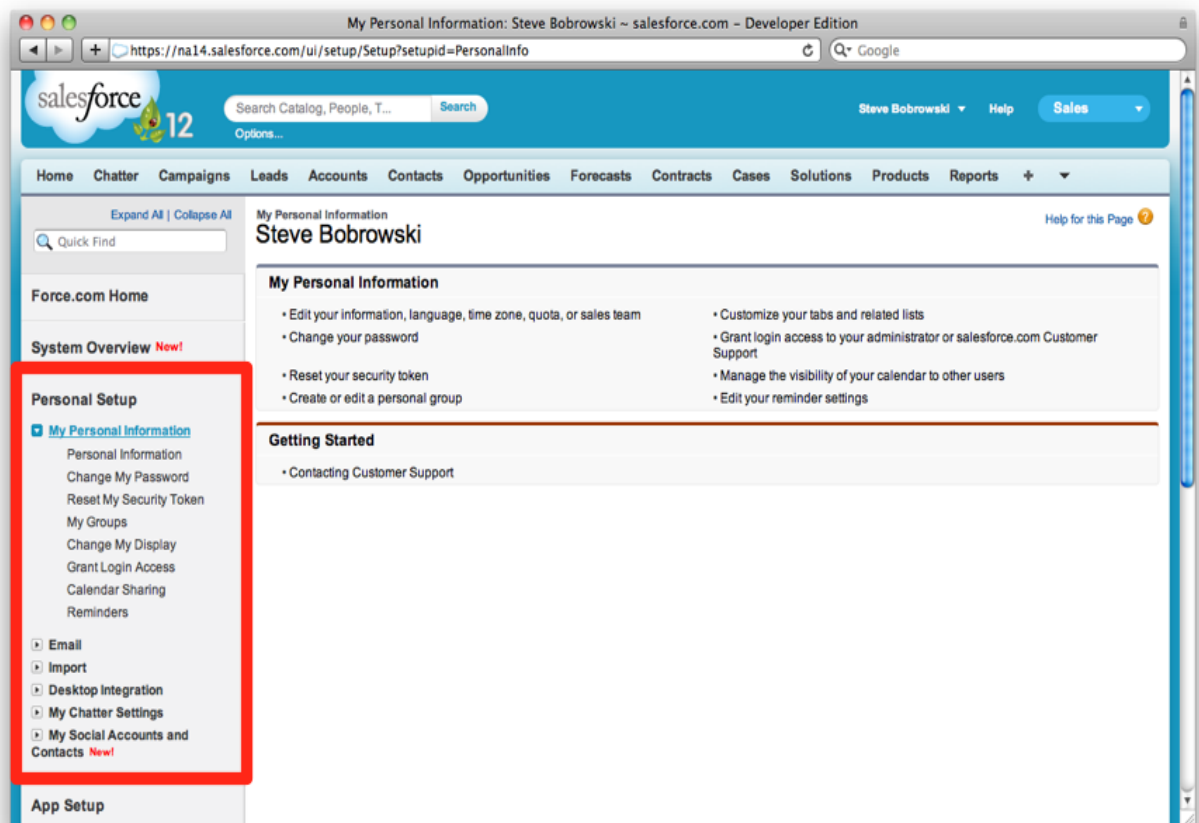 My Personal Information: Steve Bobrowski ~ salesforce.com – Developer Edition
https://na14.salesforce.com/ui/setup/Setup?setupid=PersonalInfo
Google
salesforce
12
Search Catalog, People, T...
Search
Options...
Steve Bobrowski
Help
Sales
Home Chatter Campaigns Leads Accounts Contacts Opportunities Forecasts Contracts Cases Solutions Products Reports +
Expand All | Collapse All
Quick Find
Force.com Home
System Overview New!
Personal Setup
My Personal Information
Personal Information
Change My Password
Reset My Security Token
My Groups
Change My Display
Grant Login Access
Calendar Sharing
Reminders
Email
Import
Desktop Integration
My Chatter Settings
My Social Accounts and
Contacts New!
App Setup
My Personal Information
Steve Bobrowski
Help for this Page ?
My Personal Information
• Edit your information, language, time zone, quota, or sales team
• Change your password
• Reset your security token
• Create or edit a personal group
• Customize your tabs and related lists
• Grant login access to your administrator or salesforce.com Customer
Support
• Manage the visibility of your calendar to other users
• Edit your reminder settings
Getting Started
• Contacting Customer Support